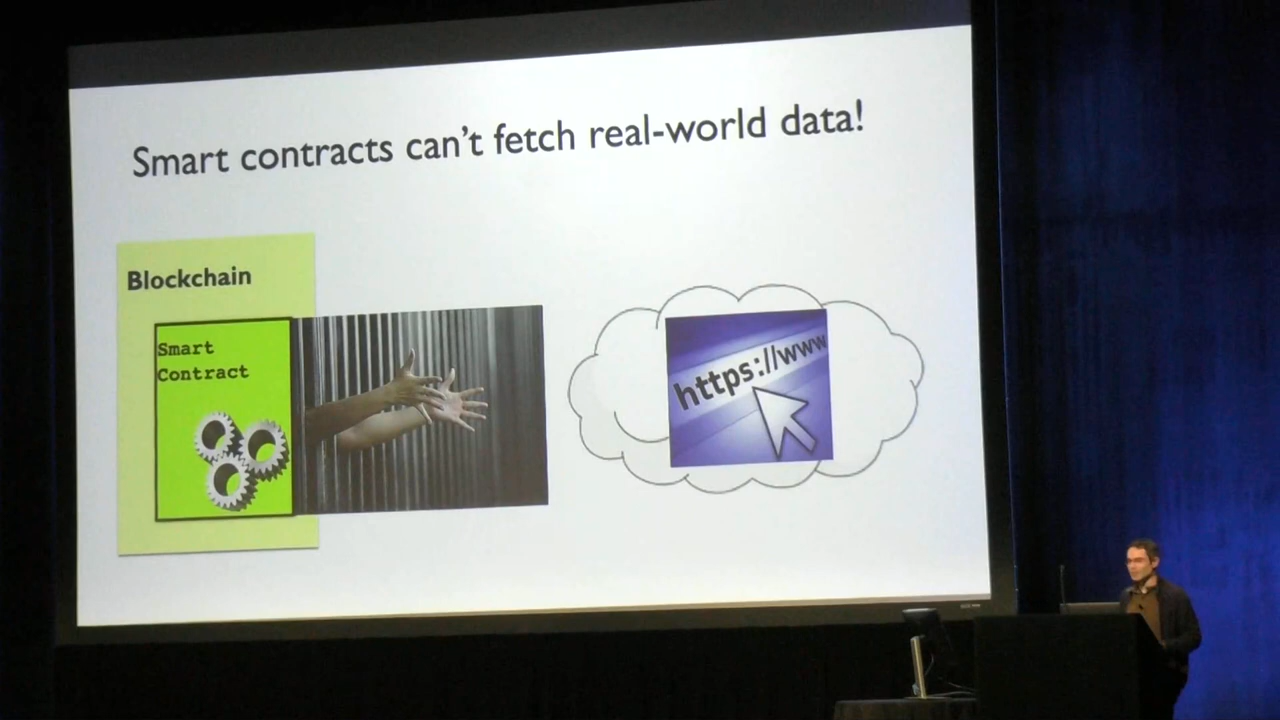 Smart contracts can't fetch real-world data!
Blockchain
Smart
Contract
https://www